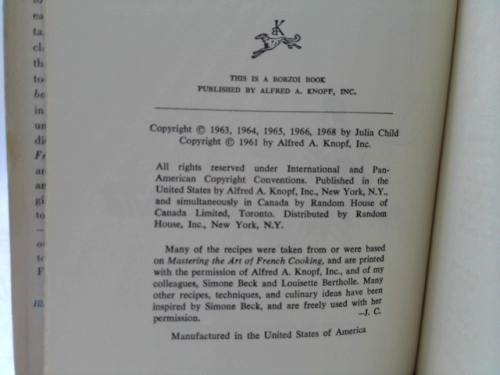 THIS IS A BORZOI BOOK
PUBLISHED BY ALFRED A. KNOPF, INC.
Copyright © 1963, 1964, 1965, 1966, 1968 by Julia Child
Copyright © 1961 by Alfred A. Knopf, Inc.
All rights reserved under International and Pan-
American Copyright Conventions. Published in the
United States by Alfred A. Knopf, Inc., New York, N.Y.,
and simultaneously in Canada by Random House of
Canada Limited, Toronto. Distributed by Random
House, Inc., New York, N.Y.
Many of the recipes were taken from or were based
on Mastering the Art of French Cooking, and are printed
with the permission of Alfred A. Knopf, Inc., and of my
colleagues, Simone Beck and Louisette Bertholle. Many
other recipes, techniques, and culinary ideas have been
inspired by Simone Beck, and are freely used with her
permission. —J. C.
Manufactured in the United States of America